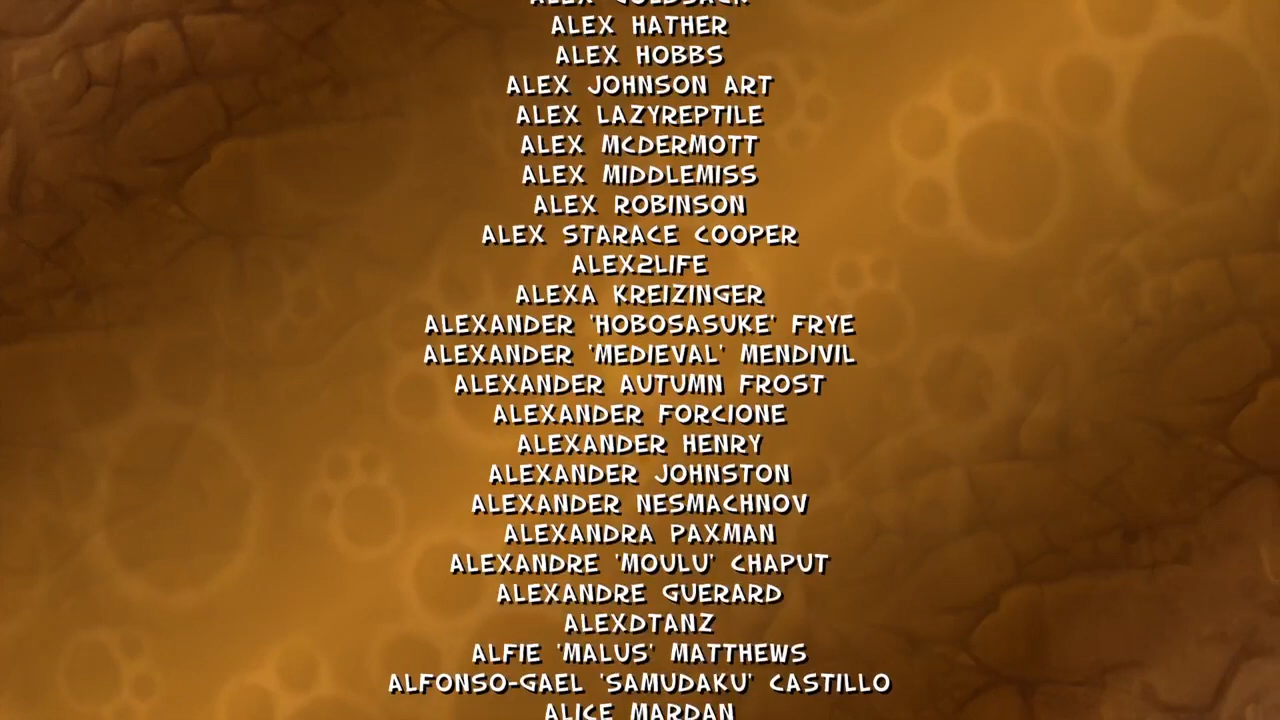 ALEX GOLDSACK
ALEX HATHER
ALEX HOBBS
ALEX JOHNSON ART
ALEX LAZYREPTILE
ALEX MCDERMOTT
ALEX MIDDLEMISS
ALEX ROBINSON
ALEX STARACE COOPER
ALEX2LIFE
ALEXA KREIZINGER
ALEXANDER 'HOBOSASUKE' FRYE
ALEXANDER 'MEDIEVAL' MENDIVIL
ALEXANDER AUTUMN FROST
ALEXANDER FORCIONE
ALEXANDER HENRY
ALEXANDER JOHNSTON
ALEXANDER NESMACHNOV
ALEXANDRA PAXMAN
ALEXANDRE 'MOULU' CHAPUT
ALEXANDRE GUERARD
ALEXDTANZ
ALFIE 'MALUS' MATTHEWS
ALFONSO-GAEL 'SAMUDAKU' CASTILLO
ALICE MARDAN